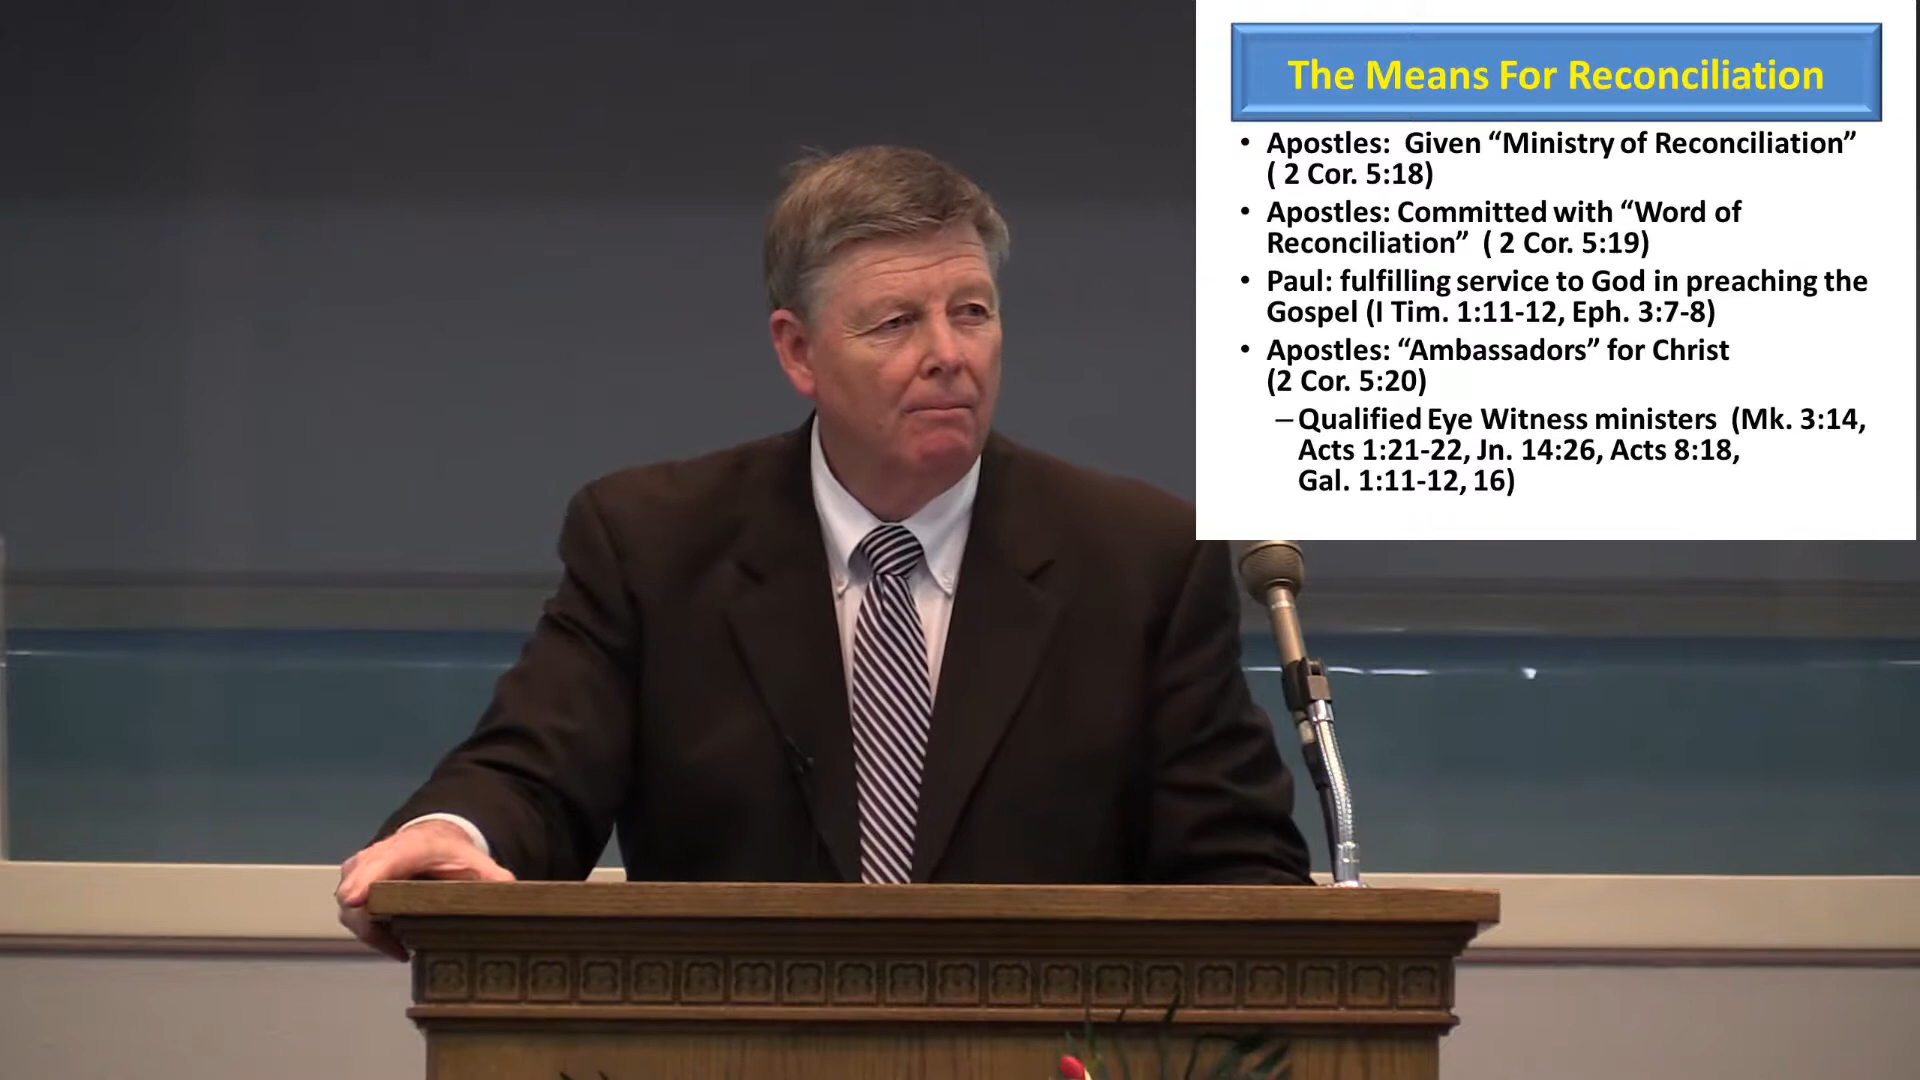 The Means For Reconciliation
• Apostles:  Given “Ministry of Reconciliation”
( 2 Cor. 5:18)
• Apostles: Committed with “Word of
Reconciliation”  ( 2 Cor. 5:19)
• Paul: fulfilling service to God in preaching the
Gospel (I Tim. 1:11-12, Eph. 3:7-8)
• Apostles: “Ambassadors” for Christ
(2 Cor. 5:20)
– Qualified Eye Witness ministers  (Mk. 3:14,
Acts 1:21-22, Jn. 14:26, Acts 8:18,
Gal. 1:11-12, 16)